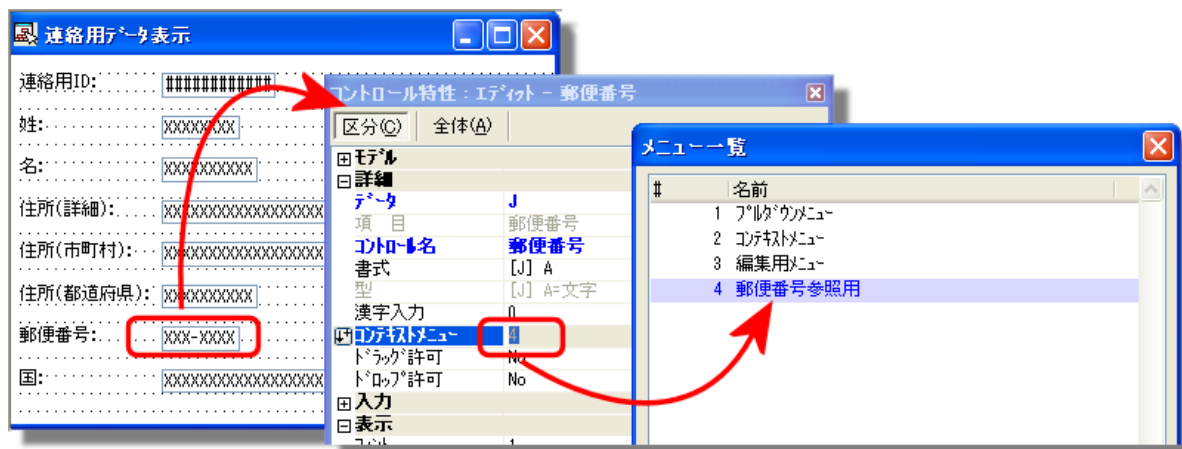 連絡用ﾃﾞｰﾀ表示
連絡用ID:
############
姓:
XXXXXXXX
名:
XXXXXXXXXX
住所(詳細):
XXXXXXXXXXXXXXXXXX
住所(市町村):
XXXXXXXXXXXXXXXXXX
住所(都道府県):
XXXXXXXXXX
郵便番号:
XXX-XXXX
国:
XXXXXXXXXXXXXXXXXX
コントロール特性：ｴﾃﾞｨｯﾄ - 郵便番号
区分(C) 全体(A)
ﾓﾃﾞﾙ
詳細
ﾃﾞｰﾀ J
項 目 郵便番号
ｺﾝﾄﾛｰﾙ名 郵便番号
書式 [J] A
型 [J] A=文字
漢字入力 0
ｺﾝﾃｷｽﾄﾒﾆｭｰ 4
ﾄﾞﾗｯｸﾞ許可 No
ﾄﾞﾛｯﾌﾟ許可 No
入力
表示
ﾌｫﾝﾄ 1
ﾒﾆｭｰ一覧
# 名前
1 ﾌﾟﾙﾀﾞｳﾝﾒﾆｭｰ
2 ｺﾝﾃｷｽﾄﾒﾆｭｰ
3 編集用ﾒﾆｭｰ
4 郵便番号参照用